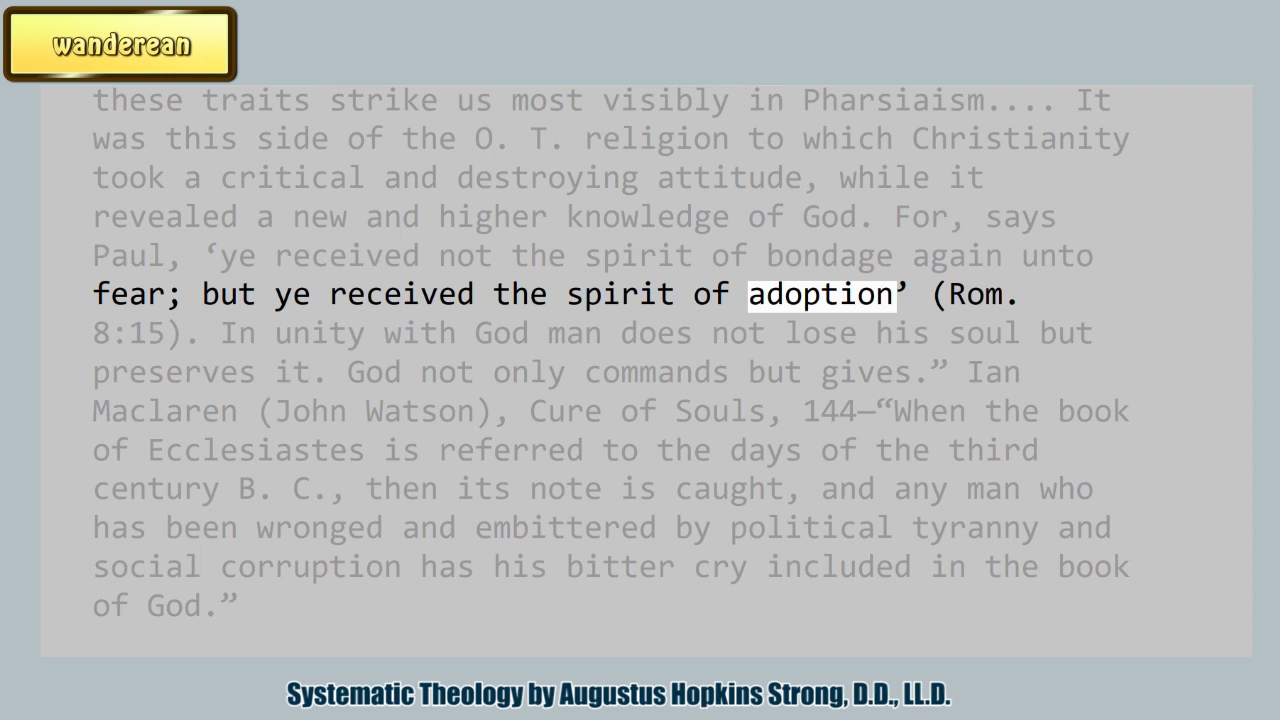 wanderean
these traits strike us most visibly in Pharsiaism.... It
was this side of the O. T. religion to which Christianity
took a critical and destroying attitude, while it
revealed a new and higher knowledge of God. For, says
Paul, ‘ye received not the spirit of bondage again unto
fear; but ye received the spirit of adoption’ (Rom.
8:15). In unity with God man does not lose his soul but
preserves it. God not only commands but gives.” Ian
Maclaren (John Watson), Cure of Souls, 144—“When the book
of Ecclesiastes is referred to the days of the third
century B. C., then its note is caught, and any man who
has been wronged and embittered by political tyranny and
social corruption has his bitter cry included in the book
of God.”
Systematic Theology by Augustus Hopkins Strong, D.D., LL.D.